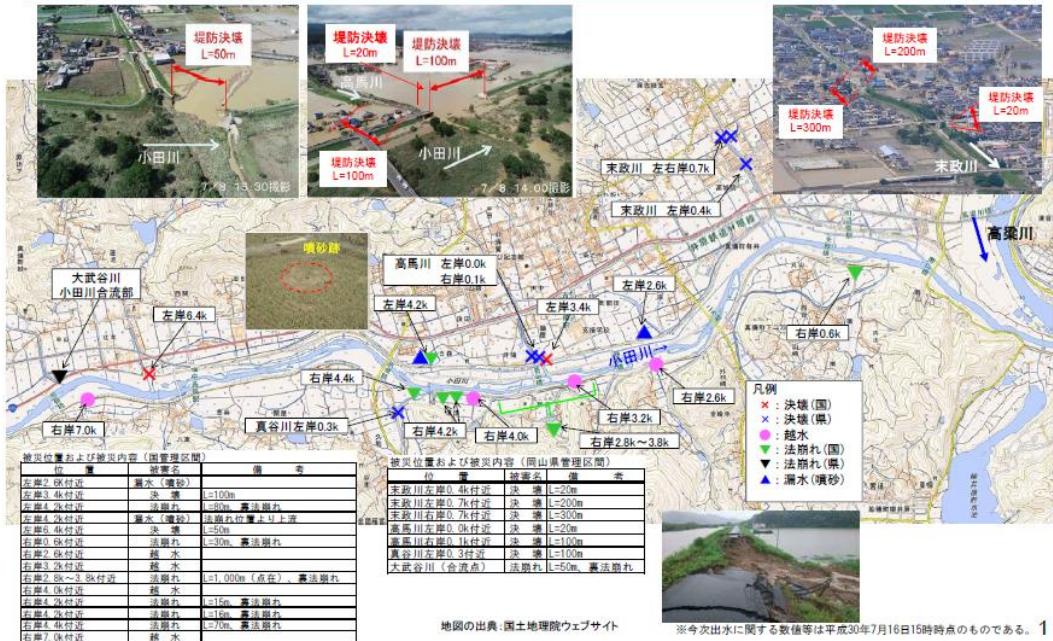 堤防決壊
L=50m
小田川
7/8 15:30撮影
堤防決壊
L=20m
堤防決壊
L=100m
高馬川
堤防決壊
L=100m
小田川
7/8 14:00撮影
堤防決壊
L=200m
堤防決壊
L=300m
堤防決壊
L=20m
末政川
末政川 左右岸0.7k
末政川 左岸0.4k
高梁川
噴砂跡
大武谷川
小田川合流部
左岸6.4k
高馬川 左岸0.0k
右岸0.1k
左岸4.2k
左岸3.4k
左岸2.6k
右岸0.6k
小田川→
小田川
右岸4.4k
右岸7.0k
真谷川左岸0.3k
右岸4.2k
右岸4.0k
右岸3.2k
右岸2.6k
右岸2.8k～3.8k
凡例
×:決壊(国)
×:決壊(県)
●:越水
▼:法崩れ(国)
▼:法崩れ(県)
▲:漏水(噴砂)
被災位置および被災内容（国管理区間）
位 置 被害名 備 考
左岸2.6K付近 漏水（噴砂）
左岸3.4k付近 決 壊 L=100m
左岸4.2k付近 法崩れ L=80m、裏法崩れ
左岸4.2k付近 漏水（噴砂） 法崩れ位置より上流
左岸6.4k付近 決 壊 L=50m
右岸0.6k付近 法崩れ L=30m、裏法崩れ
右岸2.6k付近 越 水
右岸3.2k付近 越 水
右岸2.8k～3.8k付近 法崩れ L=1,000m（点在）、裏法崩れ
右岸4.0k付近 越 水
右岸4.2k付近 法崩れ L=15m、裏法崩れ
右岸4.2k付近 法崩れ L=16m、裏法崩れ
右岸4.4k付近 法崩れ L=70m、裏法崩れ
右岸7.0k付近 越 水
被災位置および被災内容（岡山県管理区間）
位 置 被害名 備 考
末政川左岸0.4k付近 決 壊 L=20m
末政川左岸0.7k付近 決 壊 L=200m
末政川右岸0.7k付近 決 壊 L=300m
高馬川左岸0.0k付近 決 壊 L=20m
高馬川右岸0.1k付近 決 壊 L=100m
真谷川左岸0.3付近 決 壊 L=100m
大武谷川（合流点） 法崩れ L=50m、裏法崩れ
地図の出典：国土地理院ウェブサイト
※今次出水に関する数値等は平成30年7月16日15時時点のものである。
1